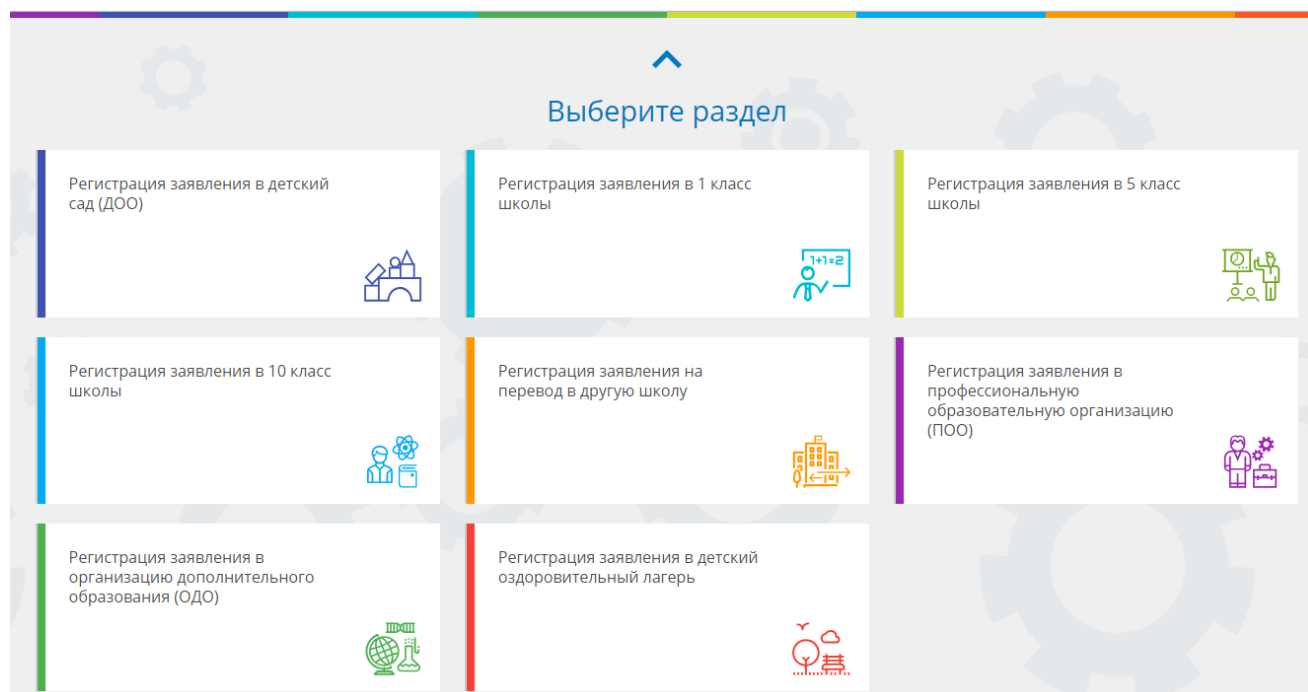 Выберите раздел
Регистрация заявления в детский
сад (ДОО)
Регистрация заявления в 1 класс
школы
1+1=2
Регистрация заявления в 5 класс
школы
Регистрация заявления в 10 класс
школы
Регистрация заявления на
перевод в другую школу
Регистрация заявления в
профессиональную
образовательную организацию
(ПОО)
Регистрация заявления в
организацию дополнительного
образования (ОДО)
Регистрация заявления в детский
оздоровительный лагерь